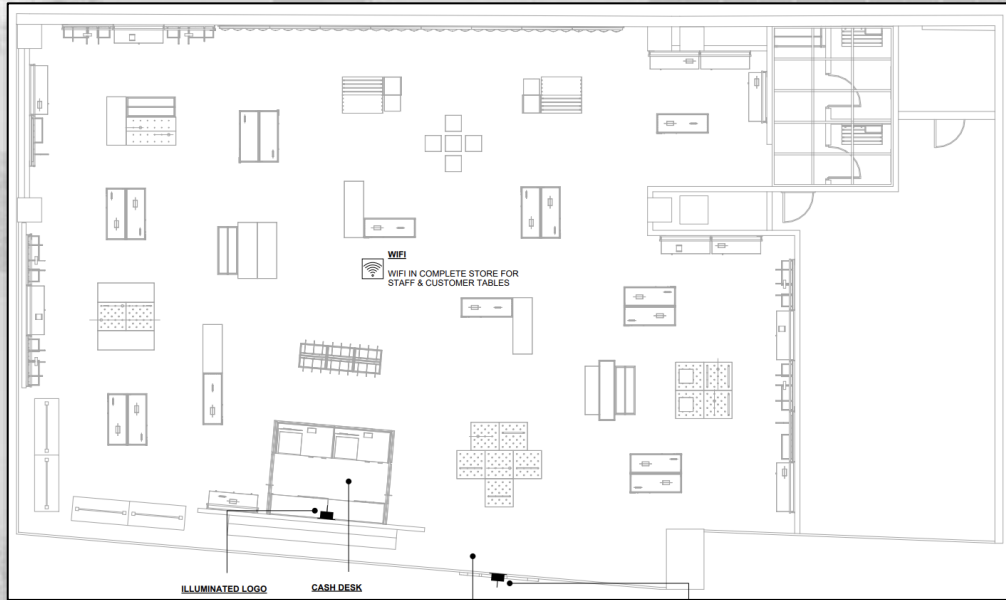 WIFI
WIFI IN COMPLETE STORE FOR
STAFF & CUSTOMER TABLES
ILLUMINATED LOGO
CASH DESK